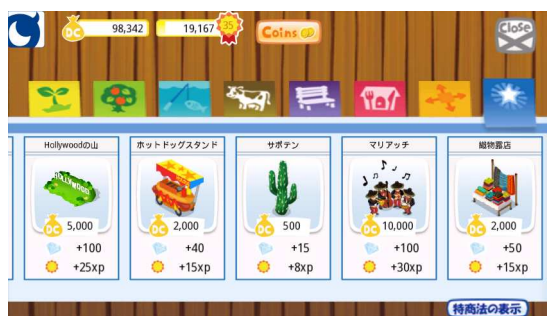 DC
98,342
19,167
35
Coins
Close
Hollywoodの山
HOLLYWOOD
DC
5,000
+100
+25xp
ホットドッグスタンド
DC
2,000
+40
+15xp
サボテン
DC
500
+15
+8xp
マリアッチ
DC
10,000
+100
+30xp
織物露店
DC
2,000
+50
+15xp
特商法の表示